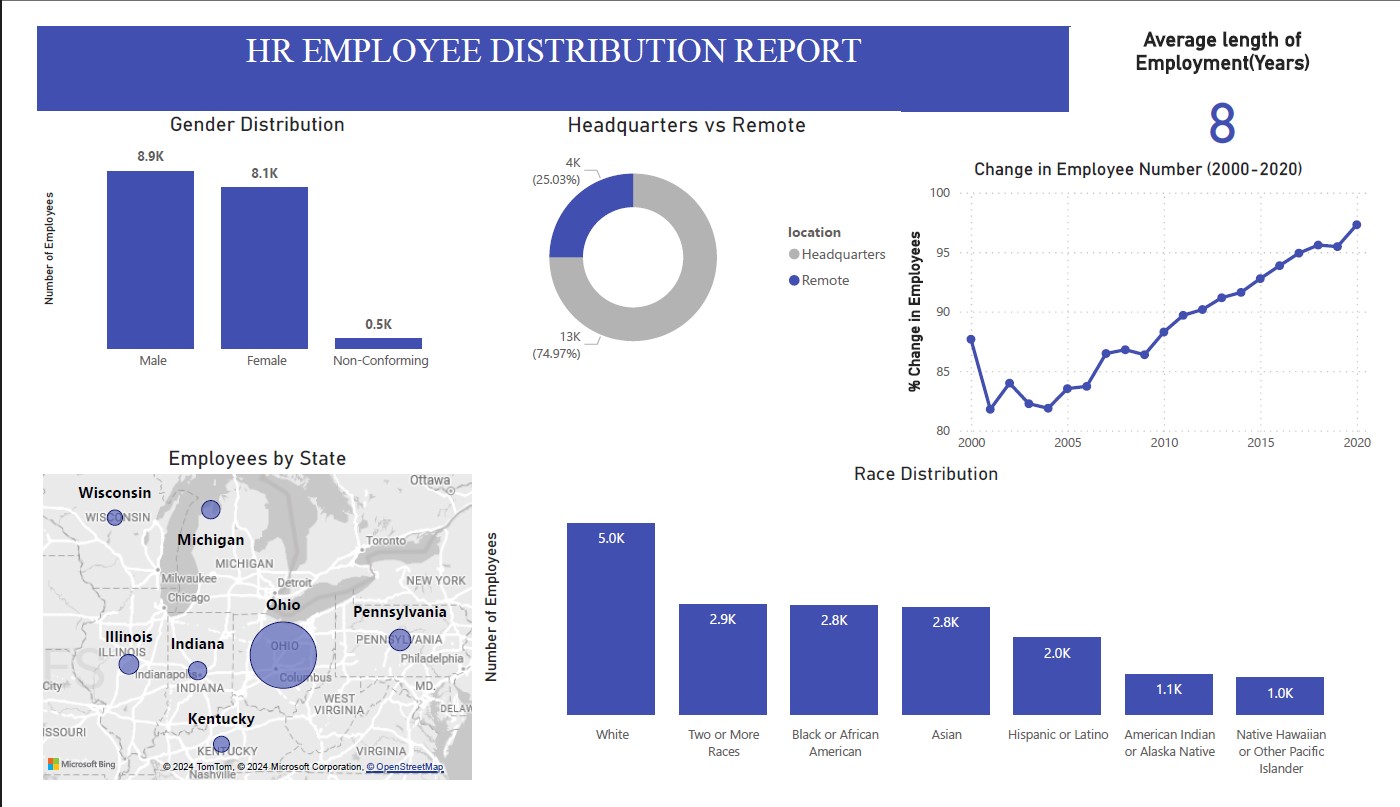 HR EMPLOYEE DISTRIBUTION REPORT
Average length of
Employment(Years)
8
Gender Distribution
Number of Employees
8.9K
8.1K
0.5K
Male
Female
Non-Conforming
Headquarters vs Remote
4K
(25.03%)
13K
(74.97%)
location
Headquarters
Remote
Change in Employee Number (2000-2020)
% Change in Employees
100
95
90
85
80
2000
2005
2010
2015
2020
Employees by State
Ottawa
Wisconsin
WISCONSIN
Michigan
Toronto
MICHIGAN
Milwaukee
Detroit
NEW YORK
Chicago
Ohio
Pennsylvania
Illinois
Indiana
OHIO
PENNSYLVANIA
ILLINOIS
Philadelphia
ES
Indianapolis
Columbus
City
INDIANA
MD.
WEST
VIRGINIA
DELAW
Kentucky
ISSOURI
KENTUCKY
VIRGINIA
Microsoft Bing
© 2024 TomTom, © 2024 Microsoft Corporation, © OpenStreetMap
Nashville
Race Distribution
Number of Employees
5.0K
2.9K
2.8K
2.8K
2.0K
1.1K
1.0K
White
Two or More
Races
Black or African
American
Asian
Hispanic or Latino
American Indian
or Alaska Native
Native Hawaiian
or Other Pacific
Islander